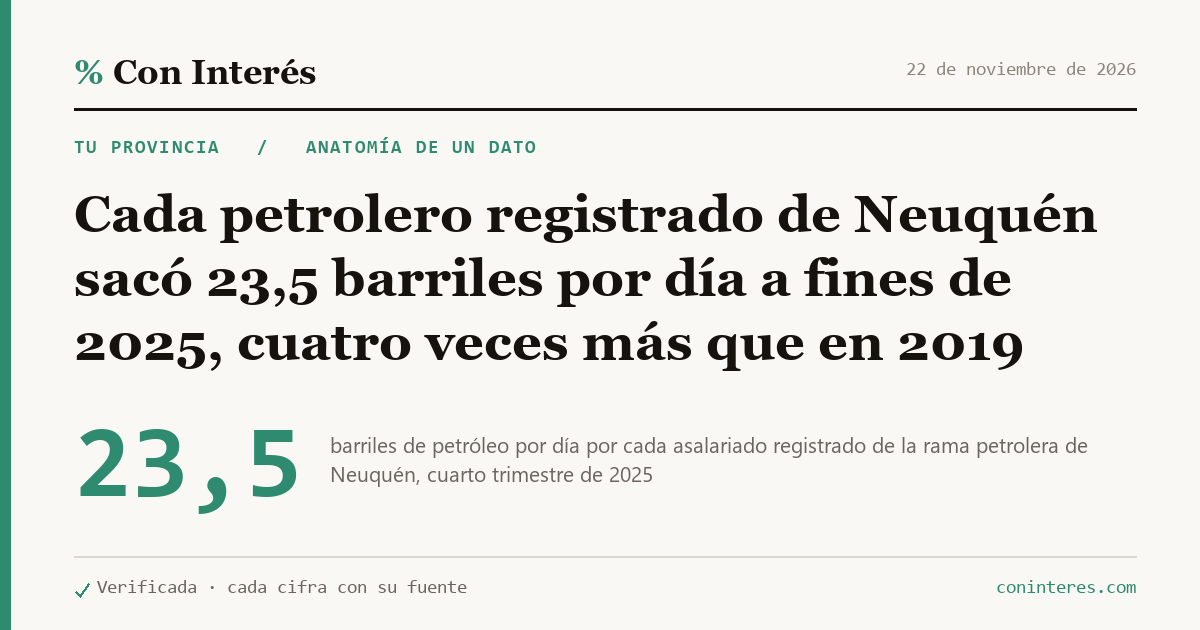 % Con Interés
22 de noviembre de 2026
TU PROVINCIA / ANATOMÍA DE UN DATO
Cada petrolero registrado de Neuquén
sacó 23,5 barriles por día a fines de
2025, cuatro veces más que en 2019
23,5
barriles de petróleo por día por cada asalariado registrado de la rama petrolera de
Neuquén, cuarto trimestre de 2025
✓ Verificada · cada cifra con su fuente
coninteres.com